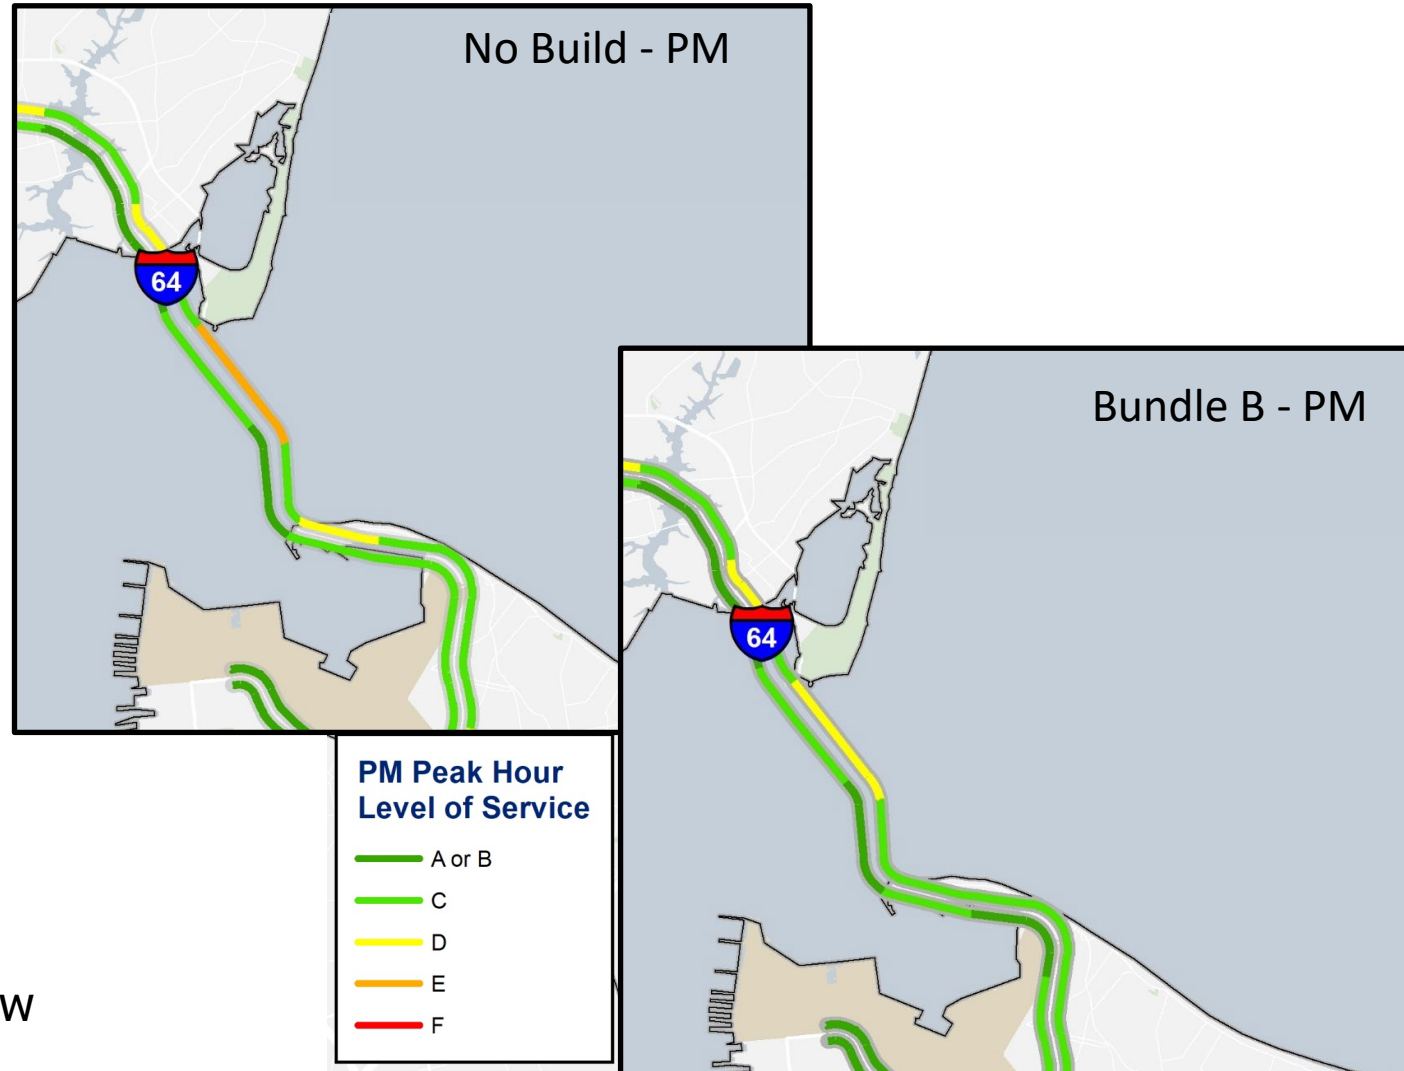 No Build - PM
64
Bundle B - PM
64
PM Peak Hour
Level of Service
A or B
C
D
E
F
w